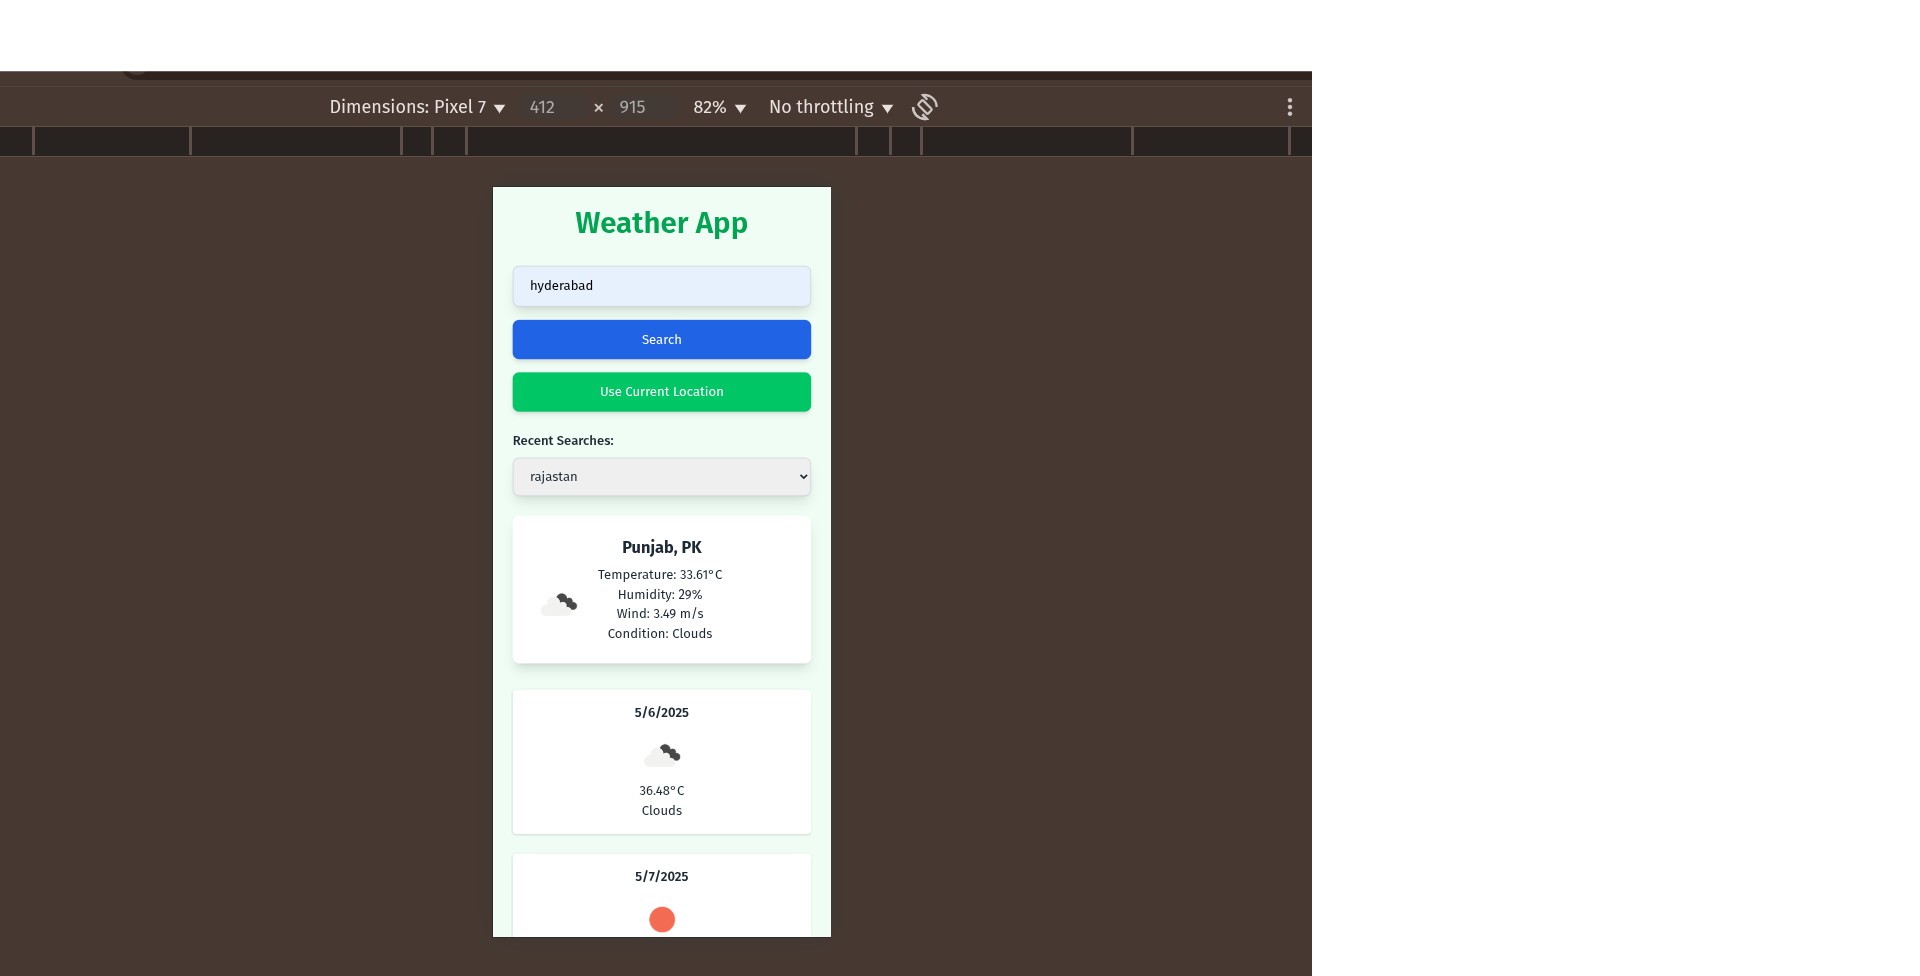 Dimensions: Pixel 7 ▼ 412 × 915 82% ▼ No throttling ▼
Weather App
hyderabad
Search
Use Current Location
Recent Searches:
rajastan
Punjab, PK
Temperature: 33.61°C
Humidity: 29%
Wind: 3.49 m/s
Condition: Clouds
5/6/2025
36.48°C
Clouds
5/7/2025